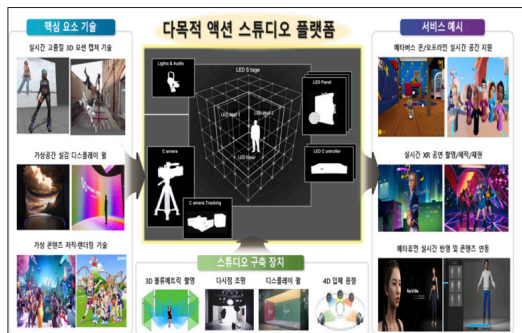 핵심 요소 기술
실시간 고품질 3D 모션 캡쳐 기술
가상공간 실감 디스플레이 월
가상 콘텐츠 저작·렌더링 기술
다목적 액션 스튜디오 플랫폼
Lights & Audio
LED Stage
LED Panel
LED Wall 1
LED Wall 2
LED Floor
LED Controller
Camera
Camera Tracking
스튜디오 구축 장치
3D 볼류메트릭 촬영
다시점 조명
디스플레이 월
4D 입체 음향
서비스 예시
메타버스 온/오프라인 실시간 공간 지원
실시간 XR 공연 촬영/제작/재현
메타휴먼 실시간 반영 및 콘텐츠 연동